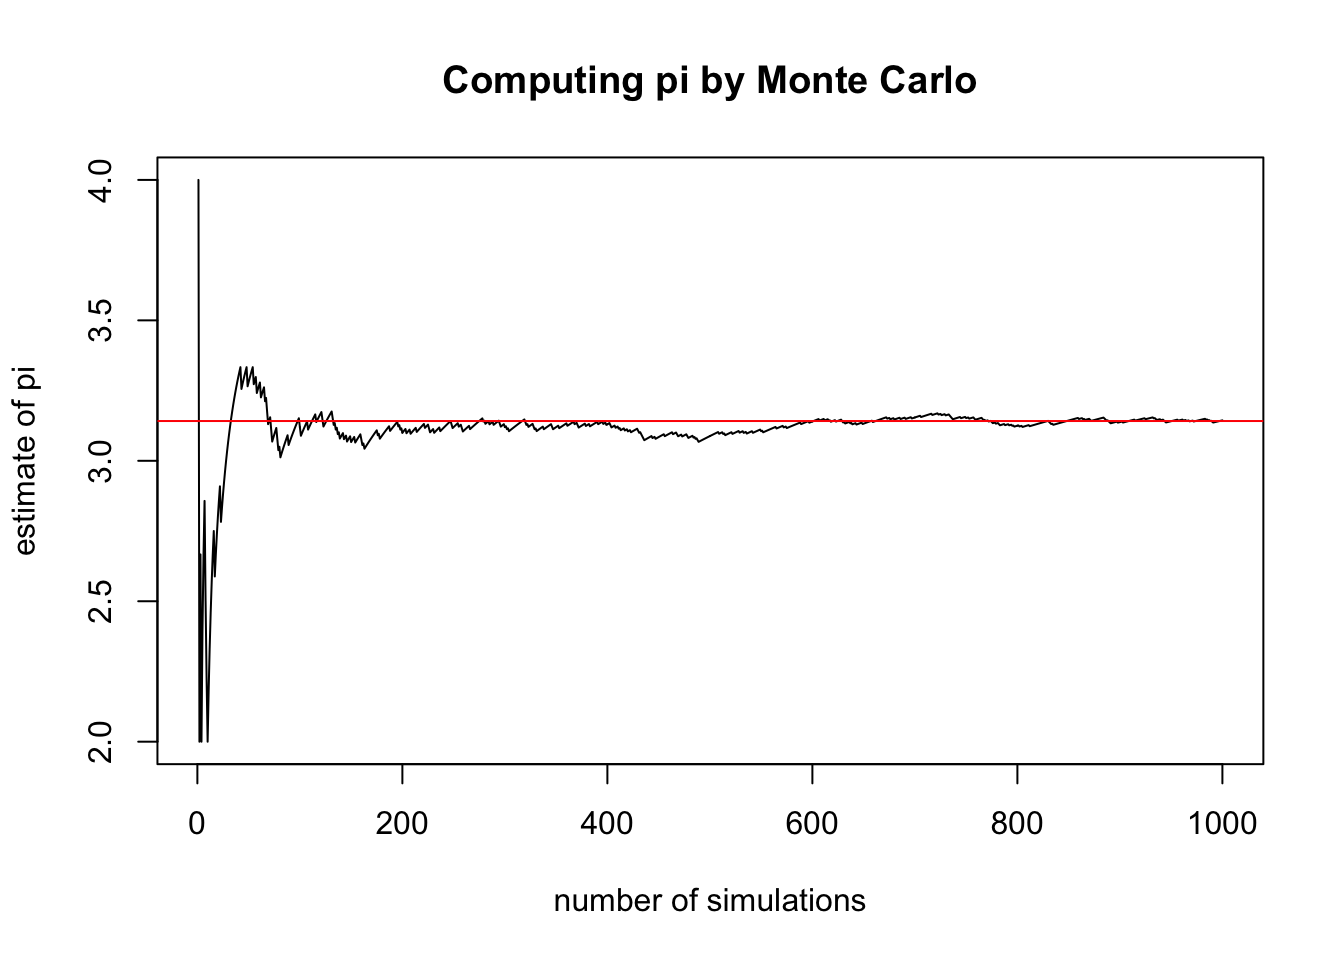 Computing pi by Monte Carlo
estimate of pi
4.0
3.5
3.0
2.5
2.0
0 200 400 600 800 1000
number of simulations